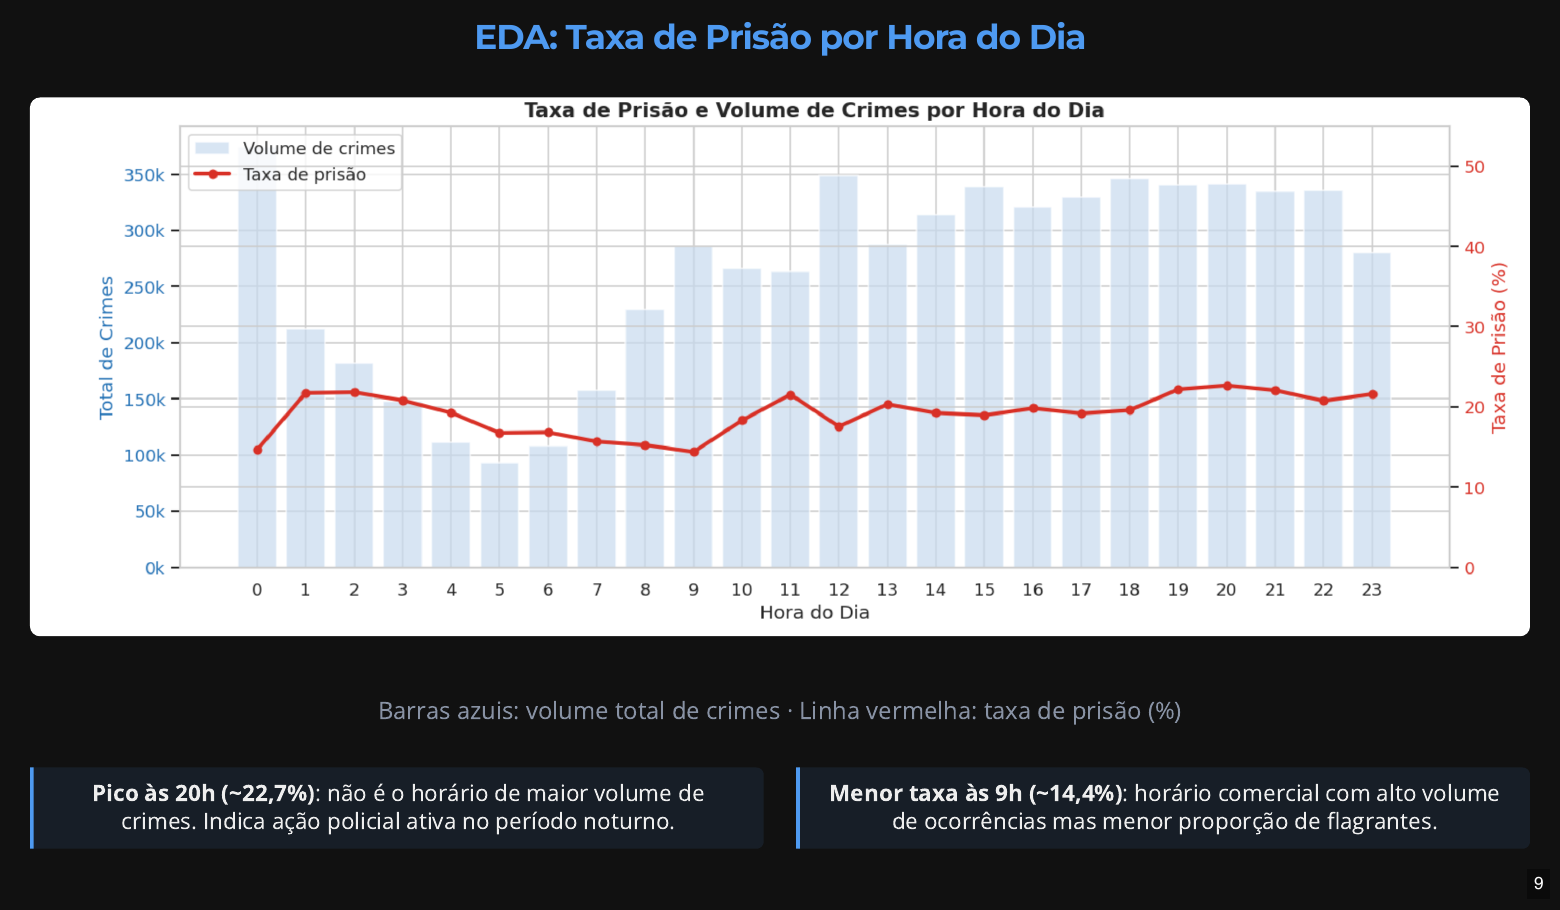 EDA: Taxa de Prisão por Hora do Dia
Taxa de Prisão e Volume de Crimes por Hora do Dia
Volume de crimes
Taxa de prisão
Total de Crimes
350k
300k
250k
200k
150k
100k
50k
0k
50
40
30
20
10
0
Taxa de Prisão (%)
0 1 2 3 4 5 6 7 8 9 10 11 12 13 14 15 16 17 18 19 20 21 22 23
Hora do Dia
Barras azuis: volume total de crimes · Linha vermelha: taxa de prisão (%)
Pico às 20h (~22,7%): não é o horário de maior volume de
crimes. Indica ação policial ativa no período noturno.
Menor taxa às 9h (~14,4%): horário comercial com alto volume
de ocorrências mas menor proporção de flagrantes.
9